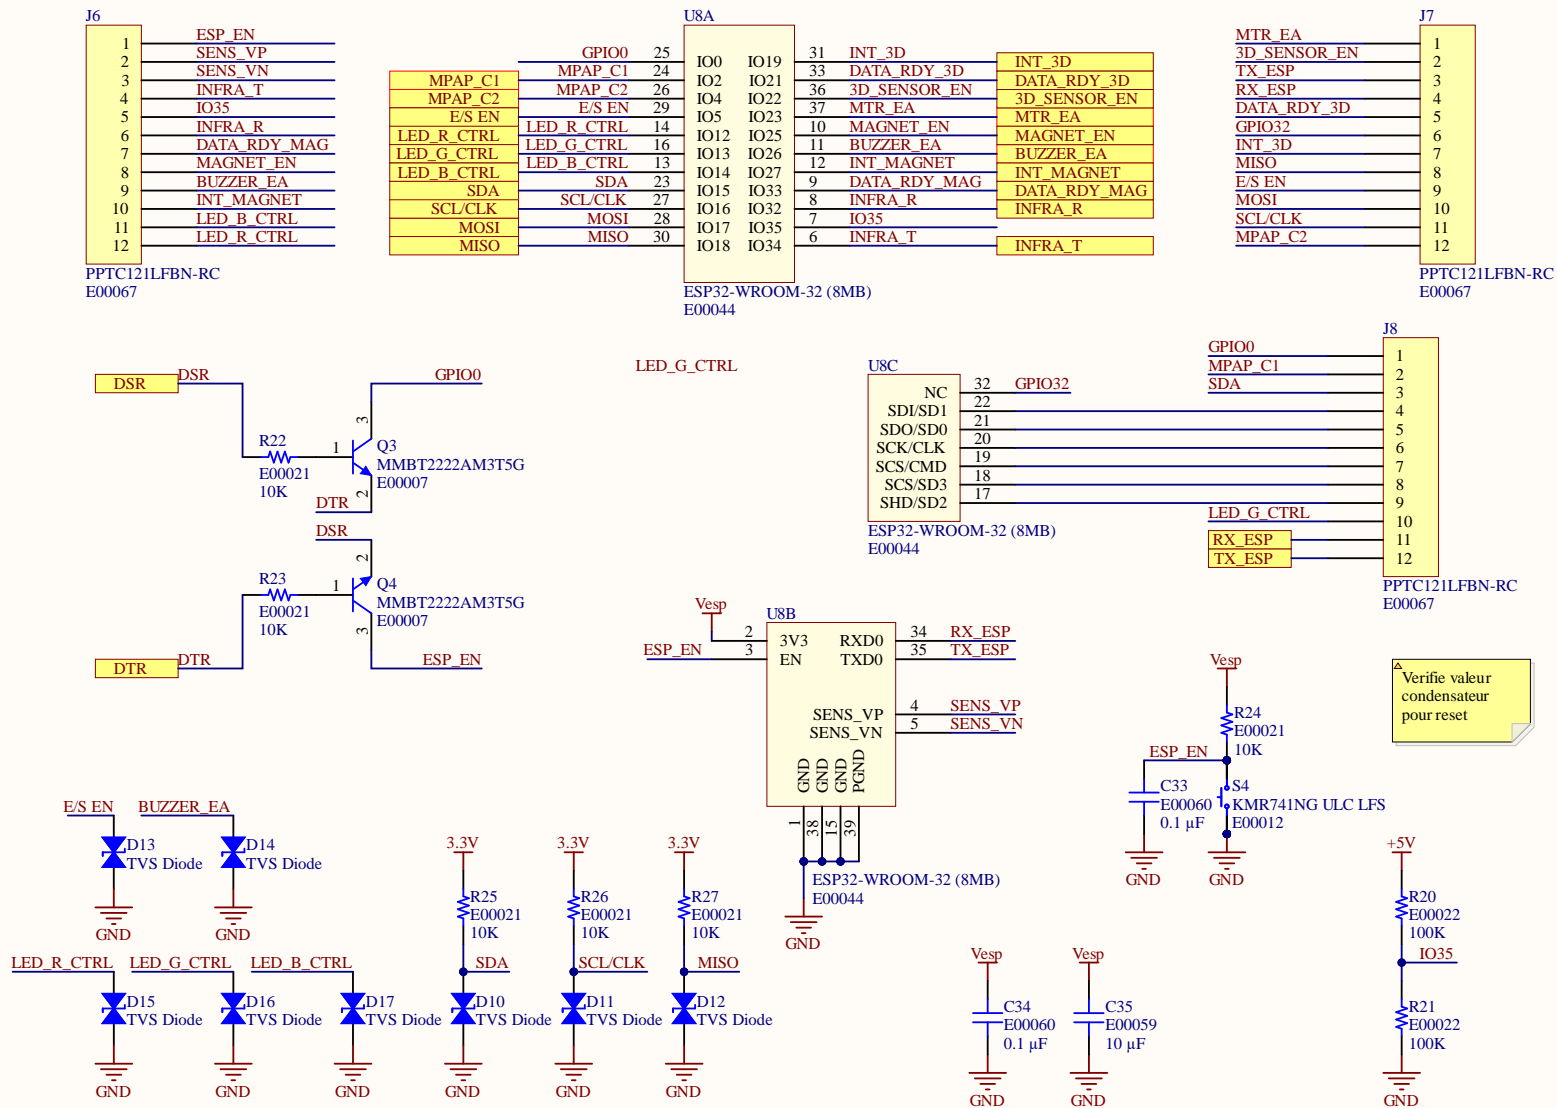 J6
1 ESP_EN
2 SENS_VP
3 SENS_VN
4 INFRA_T
5 IO35
6 INFRA_R
7 DATA_RDY_MAG
8 MAGNET_EN
9 BUZZER_EA
10 INT_MAGNET
11 LED_B_CTRL
12 LED_R_CTRL
PPTC121LFBN-RC
E00067
U8A
GPIO0 25 IO0 IO19 31 INT_3D INT_3D
MPAP_C1 MPAP_C1 24 IO2 IO21 33 DATA_RDY_3D DATA_RDY_3D
MPAP_C2 MPAP_C2 26 IO4 IO22 36 3D_SENSOR_EN 3D_SENSOR_EN
E/S EN E/S EN 29 IO5 IO23 37 MTR_EA MTR_EA
LED_R_CTRL LED_R_CTRL 14 IO12 IO25 10 MAGNET_EN MAGNET_EN
LED_G_CTRL LED_G_CTRL 16 IO13 IO26 11 BUZZER_EA BUZZER_EA
LED_B_CTRL LED_B_CTRL 13 IO14 IO27 12 INT_MAGNET INT_MAGNET
SDA SDA 23 IO15 IO33 9 DATA_RDY_MAG DATA_RDY_MAG
SCL/CLK SCL/CLK 27 IO16 IO32 8 INFRA_R INFRA_R
MOSI MOSI 28 IO17 IO35 7 IO35
MISO MISO 30 IO18 IO34 6 INFRA_T INFRA_T
ESP32-WROOM-32 (8MB)
E00044
J7
MTR_EA 1
3D_SENSOR_EN 2
TX_ESP 3
RX_ESP 4
DATA_RDY_3D 5
GPIO32 6
INT_3D 7
MISO 8
E/S EN 9
MOSI 10
SCL/CLK 11
MPAP_C2 12
PPTC121LFBN-RC
E00067
DSR DSR
GPIO0
3
R22
E00021
10K
1
Q3
MMBT2222AM3T5G
E00007
2
DTR
DSR
2
R23
E00021
10K
1
Q4
MMBT2222AM3T5G
E00007
3
DTR DTR
ESP_EN
LED_G_CTRL
U8C
NC 32 GPIO32
SDI/SD1 22
SDO/SD0 21
SCK/CLK 20
SCS/CMD 19
SCS/SD3 18
SHD/SD2 17
ESP32-WROOM-32 (8MB)
E00044
J8
GPIO0 1
MPAP_C1 2
SDA 3
4
5
6
7
8
9
LED_G_CTRL 10
RX_ESP 11
TX_ESP 12
PPTC121LFBN-RC
E00067
Vesp
U8B
2 3V3 RXD0 34 RX_ESP
ESP_EN 3 EN TXD0 35 TX_ESP
SENS_VP 4 SENS_VP
SENS_VN 5 SENS_VN
GND GND GND PGND
1 38 15 39
ESP32-WROOM-32 (8MB)
E00044
GND
Vesp
R24
E00021
10K
ESP_EN
C33
E00060
0.1 µF
S4
KMR741NG ULC LFS
E00012
GND GND
Verifie valeur
condensateur
pour reset
E/S EN BUZZER_EA
D13
TVS Diode
D14
TVS Diode
GND GND
LED_R_CTRL LED_G_CTRL LED_B_CTRL
D15
TVS Diode
D16
TVS Diode
D17
TVS Diode
GND GND GND
3.3V 3.3V 3.3V
R25
E00021
10K
R26
E00021
10K
R27
E00021
10K
SDA SCL/CLK MISO
D10
TVS Diode
D11
TVS Diode
D12
TVS Diode
GND GND GND
Vesp Vesp
C34
E00060
0.1 µF
C35
E00059
10 µF
GND GND
+5V
R20
E00022
100K
IO35
R21
E00022
100K
GND